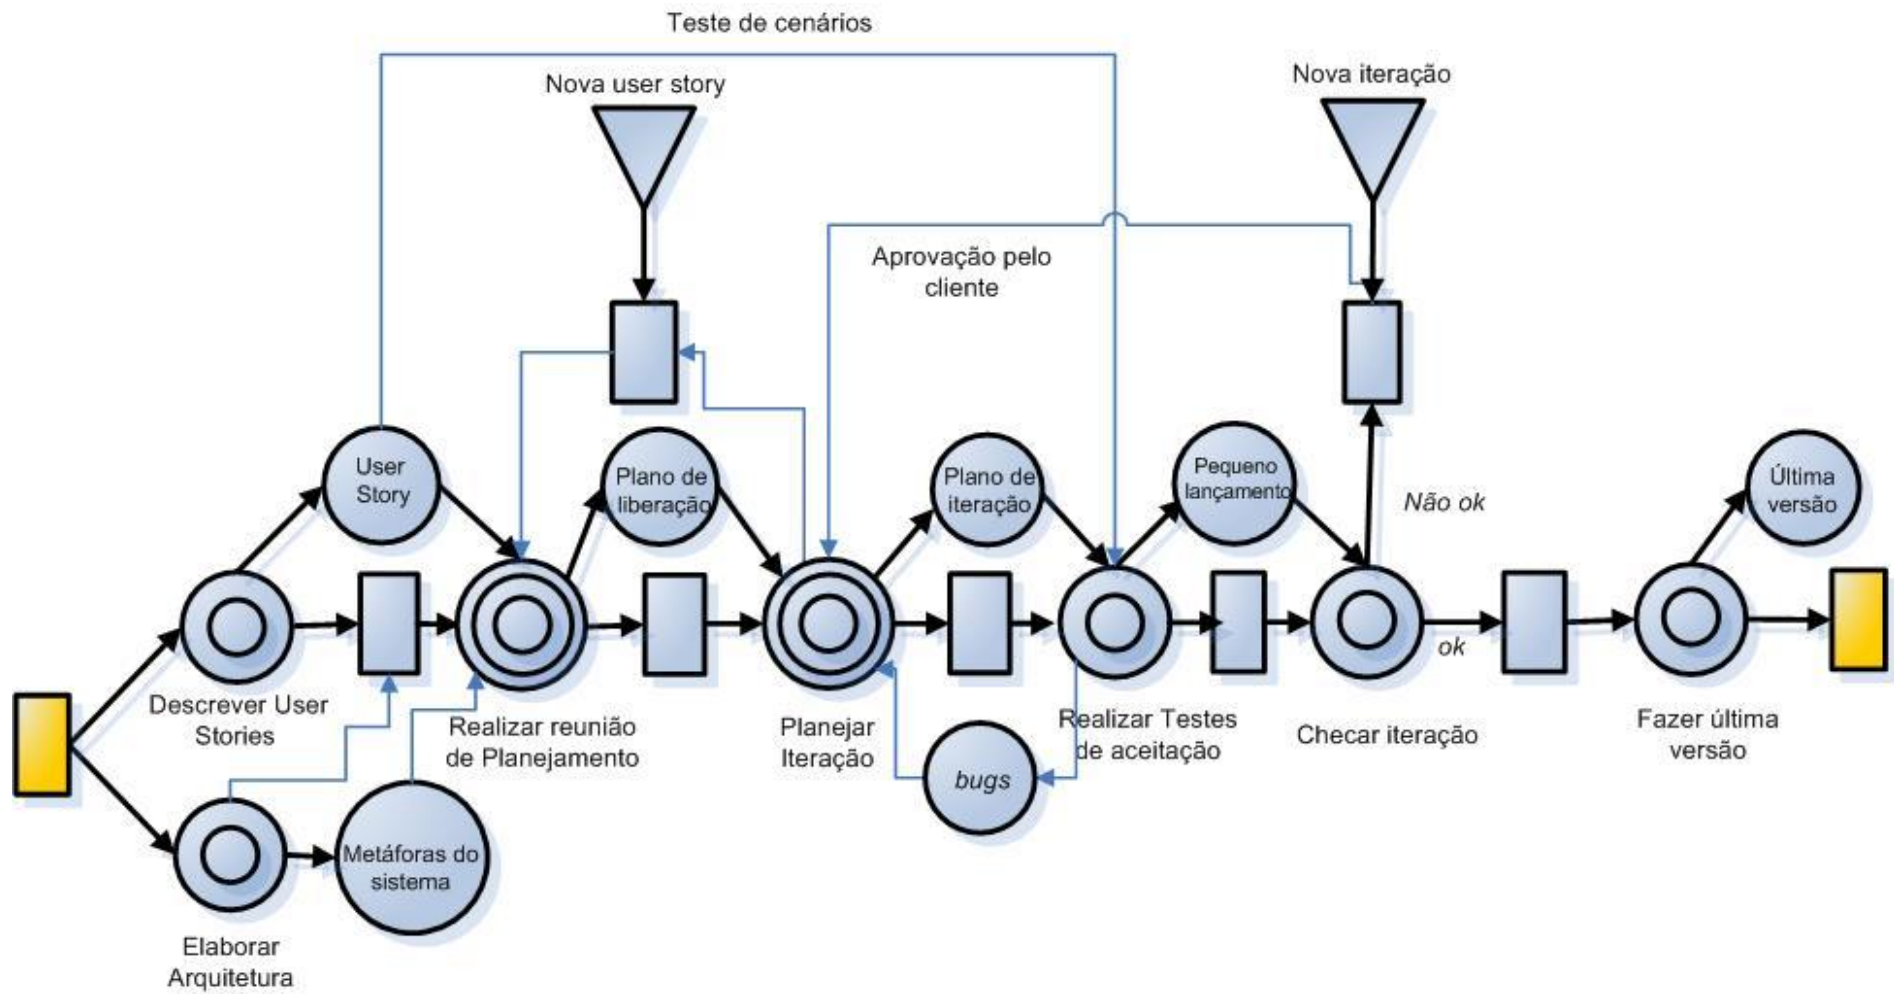 Teste de cenários
Nova user story
Nova iteração
Aprovação pelo
cliente
User
Story
Plano de
liberação
Plano de
iteração
Pequeno
lançamento
Não ok
Última
versão
ok
Descrever User
Stories
Realizar reunião
de Planejamento
Planejar
Iteração
Realizar Testes
de aceitação
Checar iteração
Fazer última
versão
bugs
Metáforas do
sistema
Elaborar
Arquitetura